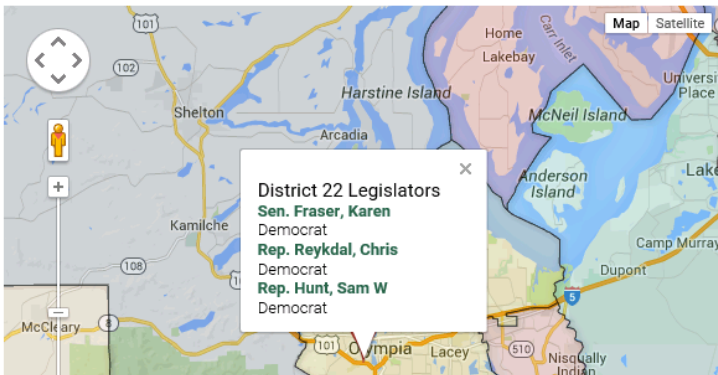 101
Home
Carr Inlet
Map
Satellite
102
Lakebay
Universi
Place
Harstine Island
Shelton
McNeil Island
Arcadia
×
Anderson
Island
Lake
District 22 Legislators
Sen. Fraser, Karen
Democrat
Rep. Reykdal, Chris
Democrat
Rep. Hunt, Sam W
Democrat
+
Kamilche
Camp Murray
108
Dupont
5
McCleary
8
101
Olympia
Lacey
510
Nisqually
Indian